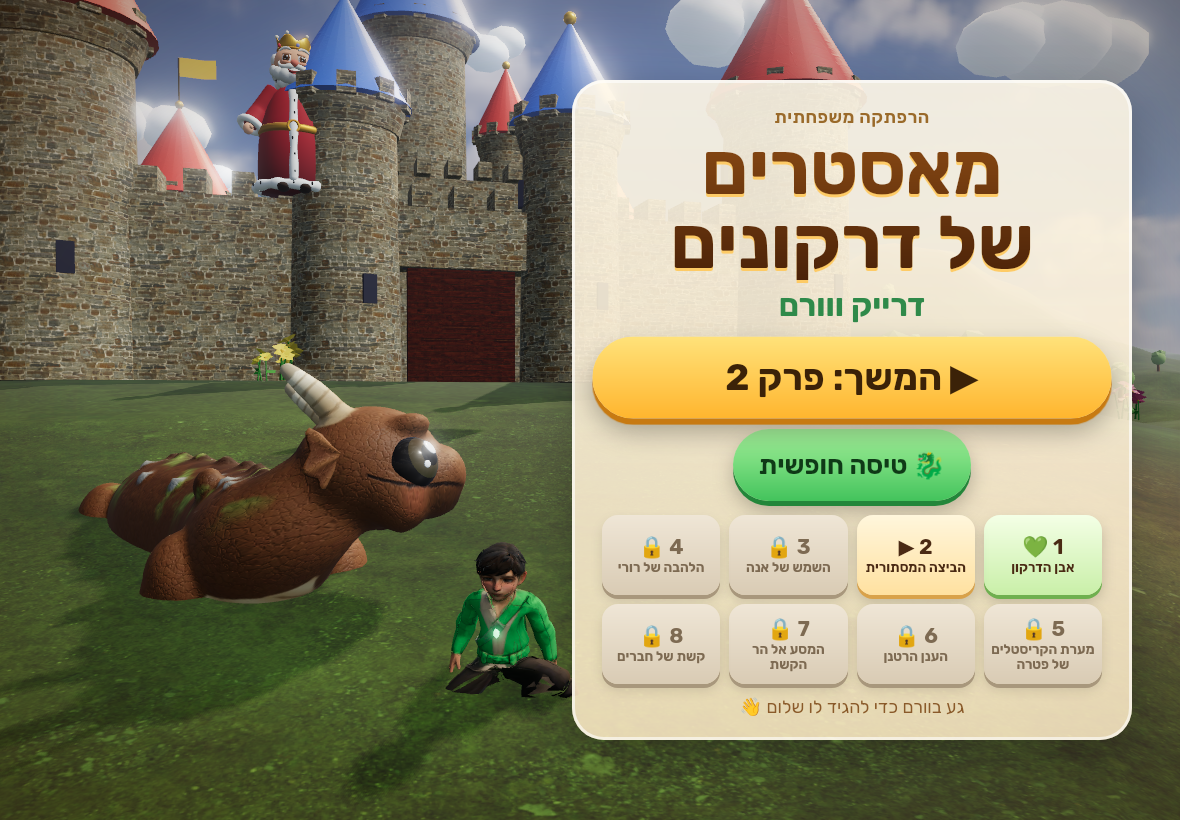 הרפתקה משפחתית
מאסטרים
של דרקונים
דרייק ווורם
▶ המשך: פרק 2
🐉 טיסה חופשית
1 💚
אבן הדרקון
2 ▶
הביצה המסתורית
3 🔒
השמש של אנה
4 🔒
הלהבה של רורי
5 🔒
מערת הקריסטלים
של פטרה
6 🔒
הענן הרטנן
7 🔒
המסע אל הר
הקשת
8 🔒
קשת של חברים
גע בוורם כדי להגיד לו שלום 👋